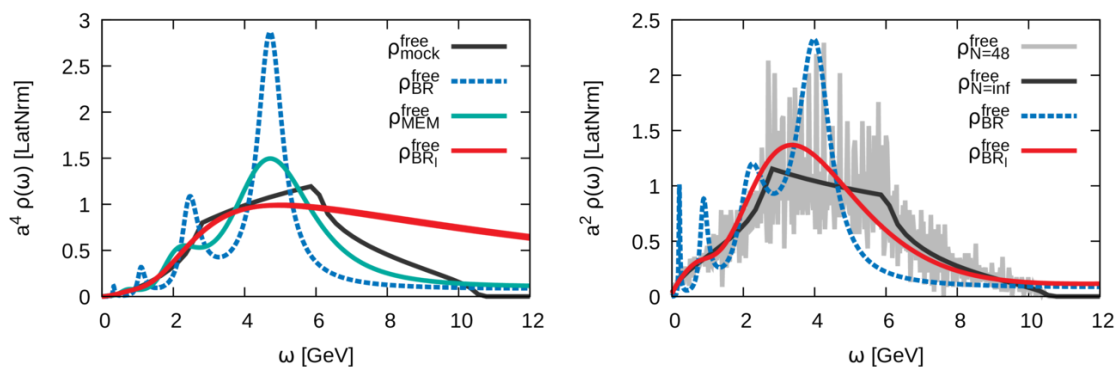 3
2.5
2
1.5
1
0.5
0
0 2 4 6 8 10 12
a⁴ ρ(ω) [LatNrm]
ω [GeV]
ρ^free_mock
ρ^free_BR
ρ^free_MEM
ρ^free_BR_I
2.5
2
1.5
1
0.5
0
0 2 4 6 8 10 12
a² ρ(ω) [LatNrm]
ω [GeV]
ρ^free_N=48
ρ^free_N=inf
ρ^free_BR
ρ^free_BR_I